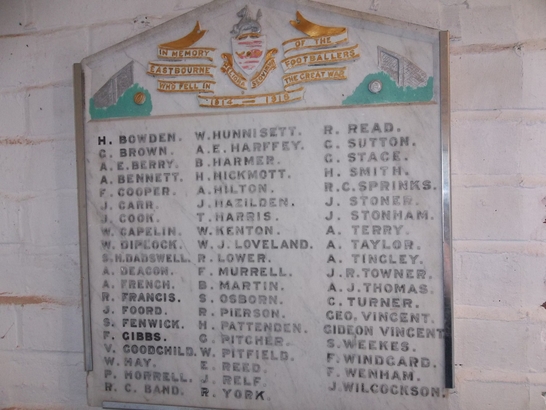 IN MEMORY OF THE
EASTBOURNE FOOTBALLERS
WHO FELL IN THE GREAT WAR
1914 — 1918
H. BOWDEN. W. HUNNISETT. R. READ.
C. BROWN. A. E. HARFFEY. G. SUTTON.
A. E. BERRY. B. HARMER. G. STACE.
A. BENNETT. H. HICKMOTT. H. SMITH.
F. COOPER. A. HILTON. R. C. SPRINKS.
J. CARR. J. HAZILDEN. J. STONER.
J. COOK. T. HARRIS. J. STONHAM.
W. CAPELIN. W. KENTON. A. TERRY.
W. DIPLOCK. W. J. LOVELAND. A. TAYLOR.
S. H. DADSWELL. R. LOWER. A. TINGLEY.
A. DEACON. F. MURRELL. J. R. TOWNER.
A. FRENCH. B. MARTIN. A. J. THOMAS.
R. FRANCIS. S. OSBORN. C. TURNER.
J. FOORD. R. PIERSON. GEO. VINCENT.
S. FENWICK. H. PATTENDEN. GIDEON VINCENT
F. GIBBS. G. PITCHER. S. WEEKES.
V. GOODCHILD. W. PITFIELD. F. WINDGARD.
W. HAY. E. REED. F. WENHAM.
P. HORRELL. J. RELF. J. WILCOCKSON.
R. C. BAND. R. YORK.